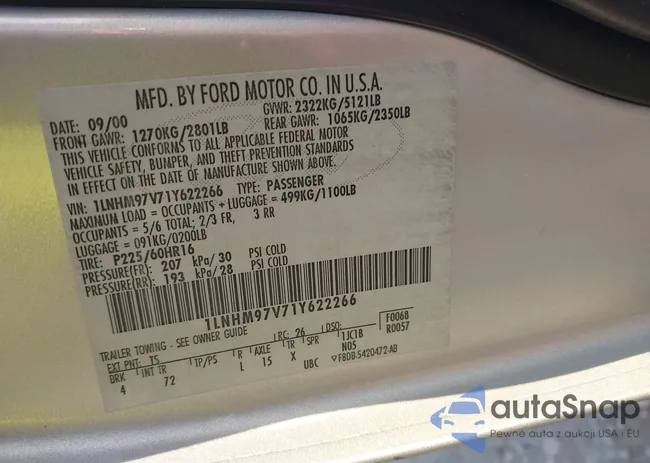 MFD. BY FORD MOTOR CO. IN U.S.A.
DATE: 09/00 GVWR: 2322KG/5121LB
FRONT GAWR: 1270KG/2801LB REAR GAWR: 1065KG/2350LB
THIS VEHICLE CONFORMS TO ALL APPLICABLE FEDERAL MOTOR
VEHICLE SAFETY, BUMPER, AND THEFT PREVENTION STANDARDS
IN EFFECT ON THE DATE OF MANUFACTURE SHOWN ABOVE.
VIN: 1LNHM97V71Y622266 TYPE: PASSENGER
MAXIMUM LOAD = OCCUPANTS + LUGGAGE = 499KG/1100LB
OCCUPANTS = 5/6 TOTAL; 2/3 FR, 3 RR
LUGGAGE = 091KG/0200LB
TIRE: P225/60HR16
PRESSURE(FR) = 207 kPa/30 PSI COLD
PRESSURE(RR) = 193 kPa/28 PSI COLD
1LNHM97V71Y622266
TRAILER TOWING - SEE OWNER GUIDE
F0068
R0057
EXT PNT: TS RC: 26 DSO:
BRK INT TR TP/PS R AXLE TR SPR 1JC1B
4 72 L 15 X N05
UBC ▽F8DB-5420472-AB
autoSnap
Pewne auta z aukcji USA i EU